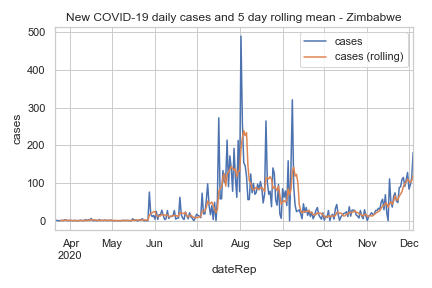 New COVID-19 daily cases and 5 day rolling mean - Zimbabwe
cases
cases (rolling)
500
400
300
200
100
0
cases
Apr
2020
May
Jun
Jul
Aug
Sep
Oct
Nov
Dec
dateRep